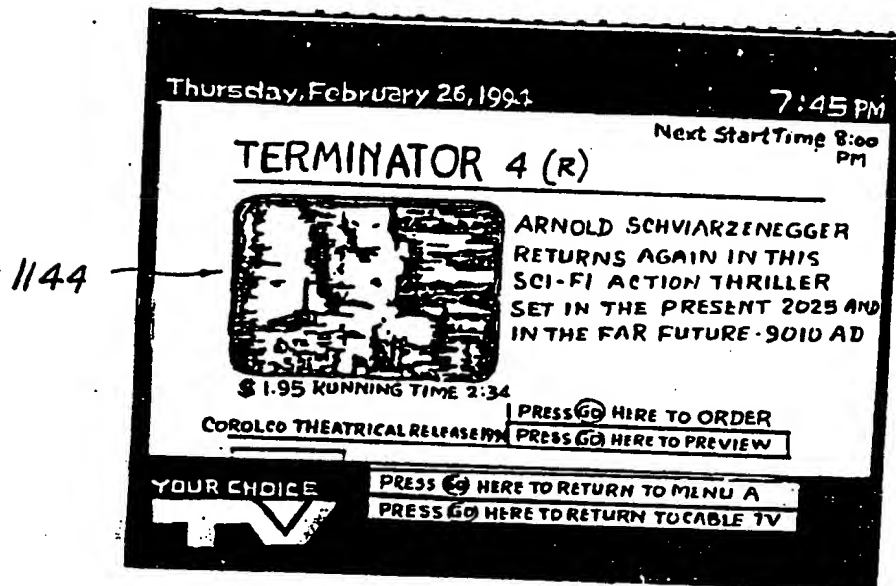 Thursday, February 26, 1991
7:45 PM
Next Start Time 8:00
PM
TERMINATOR 4 (R)
1144
ARNOLD SCHVIARZENEGGER
RETURNS AGAIN IN THIS
SCI-FI ACTION THRILLER
SET IN THE PRESENT 2025 AND
IN THE FAR FUTURE-9010 AD
$ 1.95 RUNNING TIME 2:34
PRESS GO HERE TO ORDER
COROLCO THEATRICAL RELEASE
PRESS GO HERE TO PREVIEW
YOUR CHOICE
TV
PRESS GO HERE TO RETURN TO MENU A
PRESS GO HERE TO RETURN TO CABLE TV